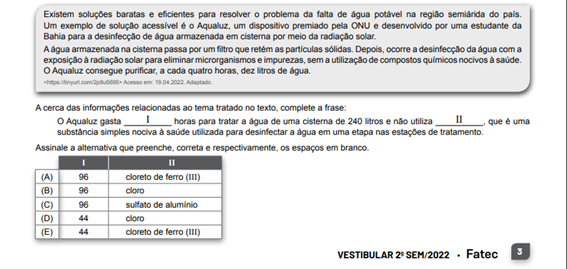 Existem soluções baratas e eficientes para resolver o problema da falta de água potável na região semiárida do país.
Um exemplo de solução acessível é o Aqualuz, um dispositivo premiado pela ONU e desenvolvido por uma estudante da
Bahia para a desinfecção de água armazenada em cisterna por meio da radiação solar.
A água armazenada na cisterna passa por um filtro que retém as partículas sólidas. Depois, ocorre a desinfecção da água com a
exposição à radiação solar para eliminar microrganismos e impurezas, sem a utilização de compostos químicos nocivos à saúde.
O Aqualuz consegue purificar, a cada quatro horas, dez litros de água.
<https://tinyurl.com/2p8u5895> Acesso em: 19.04.2022. Adaptado.
A cerca das informações relacionadas ao tema tratado no texto, complete a frase:
O Aqualuz gasta I horas para tratar a água de uma cisterna de 240 litros e não utiliza II, que é uma
substância simples nociva à saúde utilizada para desinfectar a água em uma etapa nas estações de tratamento.
Assinale a alternativa que preenche, correta e respectivamente, os espaços em branco.
I II
(A) 96 cloreto de ferro (III)
(B) 96 cloro
(C) 96 sulfato de alumínio
(D) 44 cloro
(E) 44 cloreto de ferro (III)
VESTIBULAR 2º SEM/2022 • Fatec 3